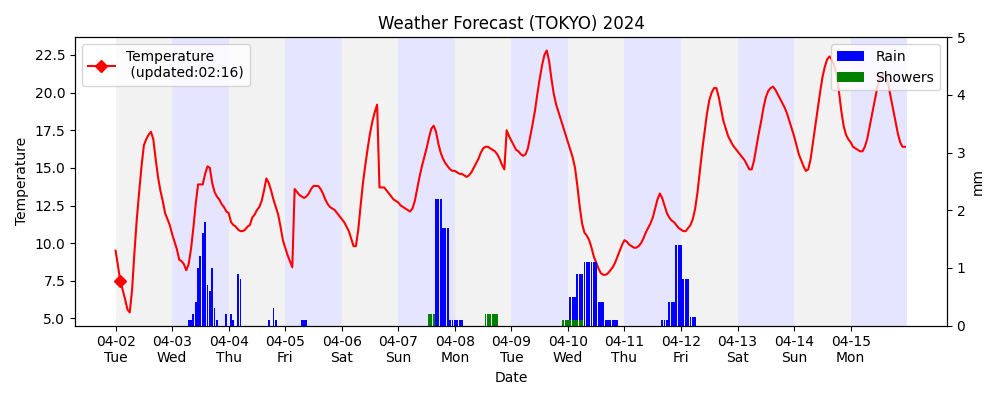 Weather Forecast (TOKYO) 2024
Temperature
(updated:02:16)
Rain
Showers
Temperature
22.5
20.0
17.5
15.0
12.5
10.0
7.5
5.0
5
4
3
2
1
0
mm
04-02 04-03 04-04 04-05 04-06 04-07 04-08 04-09 04-10 04-11 04-12 04-13 04-14 04-15
Tue Wed Thu Fri Sat Sun Mon Tue Wed Thu Fri Sat Sun Mon
Date